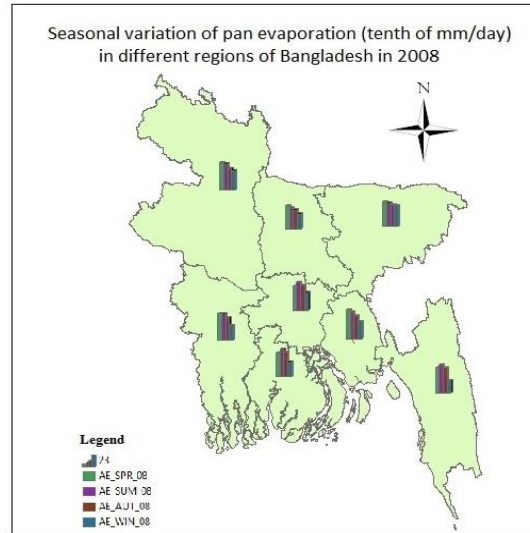 Seasonal variation of pan evaporation (tenth of mm/day)
in different regions of Bangladesh in 2008
N
Legend
23
AE_SPR_08
AE_SUM_08
AE_AUT_08
AE_WIN_08